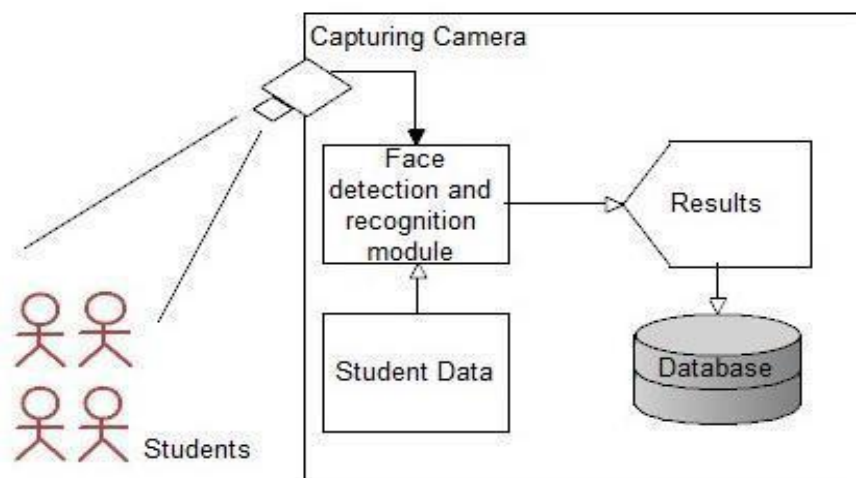 Capturing Camera
Face
detection and
recognition
module
Results
Student Data
Database
Students